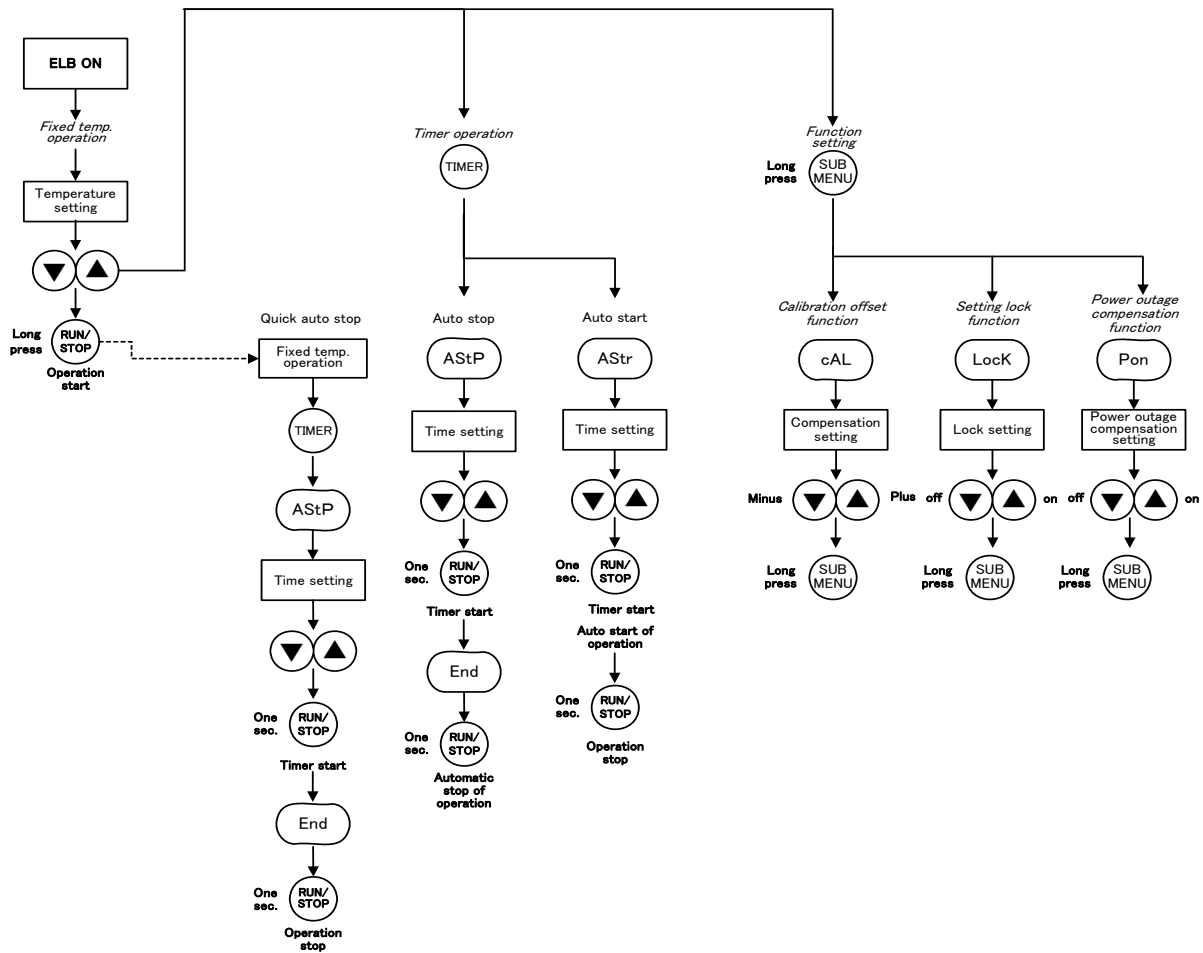 ELB ON
Fixed temp.
operation
Temperature
setting
▼ ▲
Long
press
RUN/
STOP
Operation
start
Quick auto stop
Fixed temp.
operation
TIMER
AStP
Time setting
▼ ▲
One
sec.
RUN/
STOP
Timer start
End
One
sec.
RUN/
STOP
Operation
stop
Timer operation
TIMER
Auto stop
AStP
Time setting
▼ ▲
One
sec.
RUN/
STOP
Timer start
End
One
sec.
RUN/
STOP
Automatic
stop of
operation
Auto start
AStr
Time setting
▼ ▲
One
sec.
RUN/
STOP
Timer start
Auto start of
operation
One
sec.
RUN/
STOP
Operation
stop
Function
setting
Long
press
SUB
MENU
Calibration offset
function
cAL
Compensation
setting
Minus ▼ ▲ Plus
Long
press
SUB
MENU
Setting lock
function
LocK
Lock setting
off ▼ ▲ on
Long
press
SUB
MENU
Power outage
compensation
function
Pon
Power outage
compensation
setting
off ▼ ▲ on
Long
press
SUB
MENU